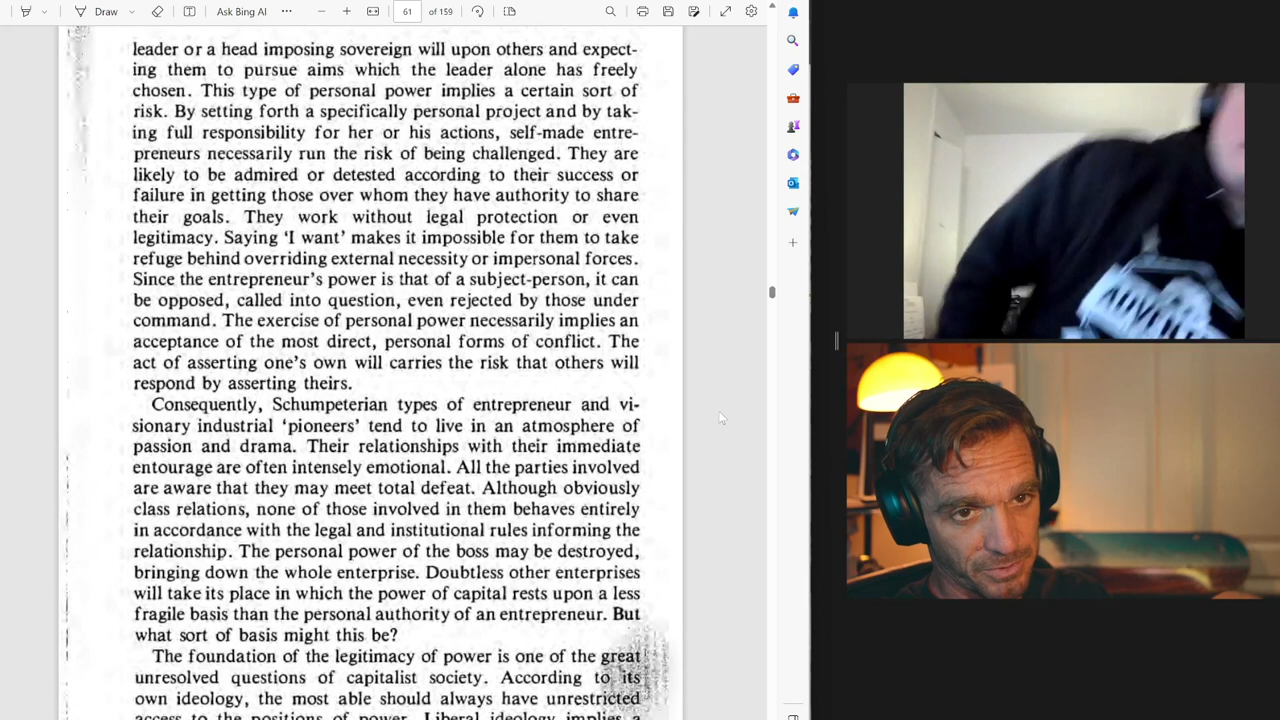 Draw
Ask Bing AI
61
of 159
leader or a head imposing sovereign will upon others and expect-
ing them to pursue aims which the leader alone has freely
chosen. This type of personal power implies a certain sort of
risk. By setting forth a specifically personal project and by tak-
ing full responsibility for her or his actions, self-made entre-
preneurs necessarily run the risk of being challenged. They are
likely to be admired or detested according to their success or
failure in getting those over whom they have authority to share
their goals. They work without legal protection or even
legitimacy. Saying ‘I want’ makes it impossible for them to take
refuge behind overriding external necessity or impersonal forces.
Since the entrepreneur’s power is that of a subject-person, it can
be opposed, called into question, even rejected by those under
command. The exercise of personal power necessarily implies an
acceptance of the most direct, personal forms of conflict. The
act of asserting one’s own will carries the risk that others will
respond by asserting theirs.
Consequently, Schumpeterian types of entrepreneur and vi-
sionary industrial ‘pioneers’ tend to live in an atmosphere of
passion and drama. Their relationships with their immediate
entourage are often intensely emotional. All the parties involved
are aware that they may meet total defeat. Although obviously
class relations, none of those involved in them behaves entirely
in accordance with the legal and institutional rules informing the
relationship. The personal power of the boss may be destroyed,
bringing down the whole enterprise. Doubtless other enterprises
will take its place in which the power of capital rests upon a less
fragile basis than the personal authority of an entrepreneur. But
what sort of basis might this be?
The foundation of the legitimacy of power is one of the great
unresolved questions of capitalist society. According to its
own ideology, the most able should always have unrestricted
access to the positions of power. Liberal ideology implies a